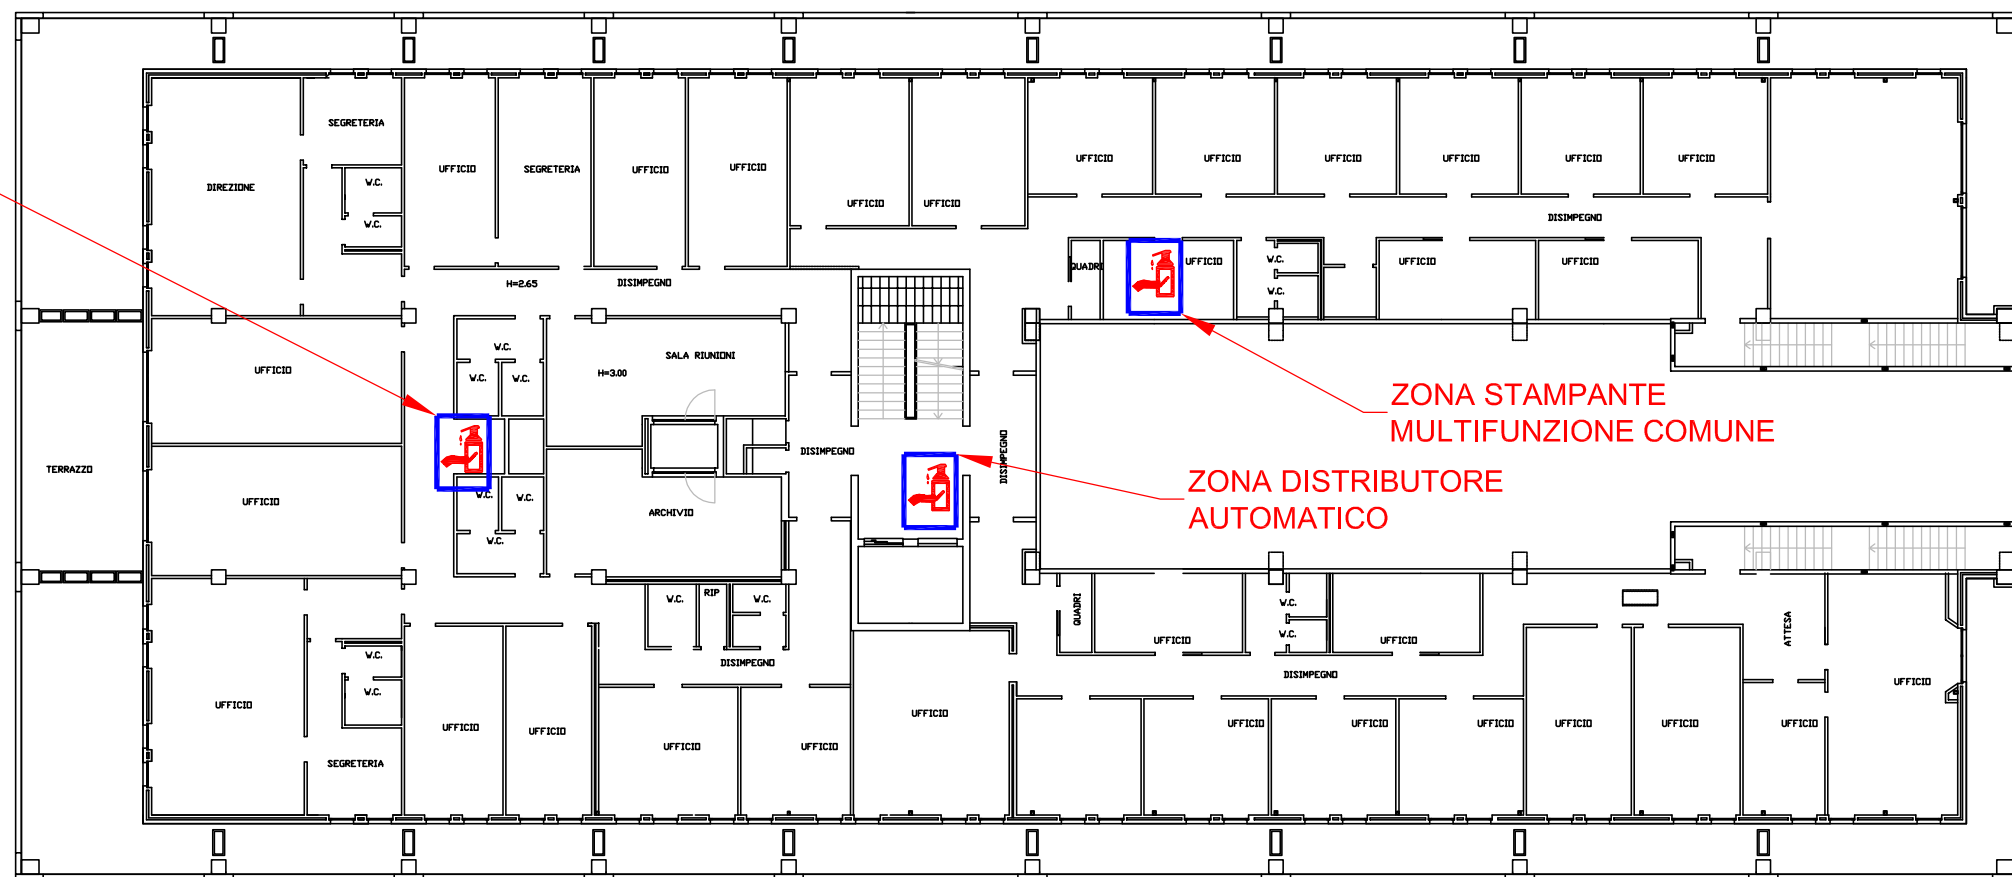 SEGRETERIA
UFFICIO
SEGRETERIA
UFFICIO
UFFICIO
UFFICIO
UFFICIO
UFFICIO
UFFICIO
UFFICIO
UFFICIO
W.C.
DIREZIONE
UFFICIO
UFFICIO
DISIMPEGNO
W.C.
QUADRI
UFFICIO
W.C.
UFFICIO
UFFICIO
H=2.65
DISIMPEGNO
W.C.
W.C.
SALA RIUNIONI
UFFICIO
H=3.00
W.C.
W.C.
ZONA STAMPANTE
MULTIFUNZIONE COMUNE
DISIMPEGNO
DISIMPEGNO
TERRAZZO
ZONA DISTRIBUTORE
AUTOMATICO
UFFICIO
W.C.
W.C.
ARCHIVIO
W.C.
W.C.
RIP
W.C.
QUADRI
W.C.
ATTESA
W.C.
UFFICIO
UFFICIO
W.C.
DISIMPEGNO
DISIMPEGNO
UFFICIO
W.C.
UFFICIO
UFFICIO
UFFICIO
UFFICIO
UFFICIO
UFFICIO
UFFICIO
UFFICIO
UFFICIO
UFFICIO
UFFICIO
UFFICIO
UFFICIO
SEGRETERIA